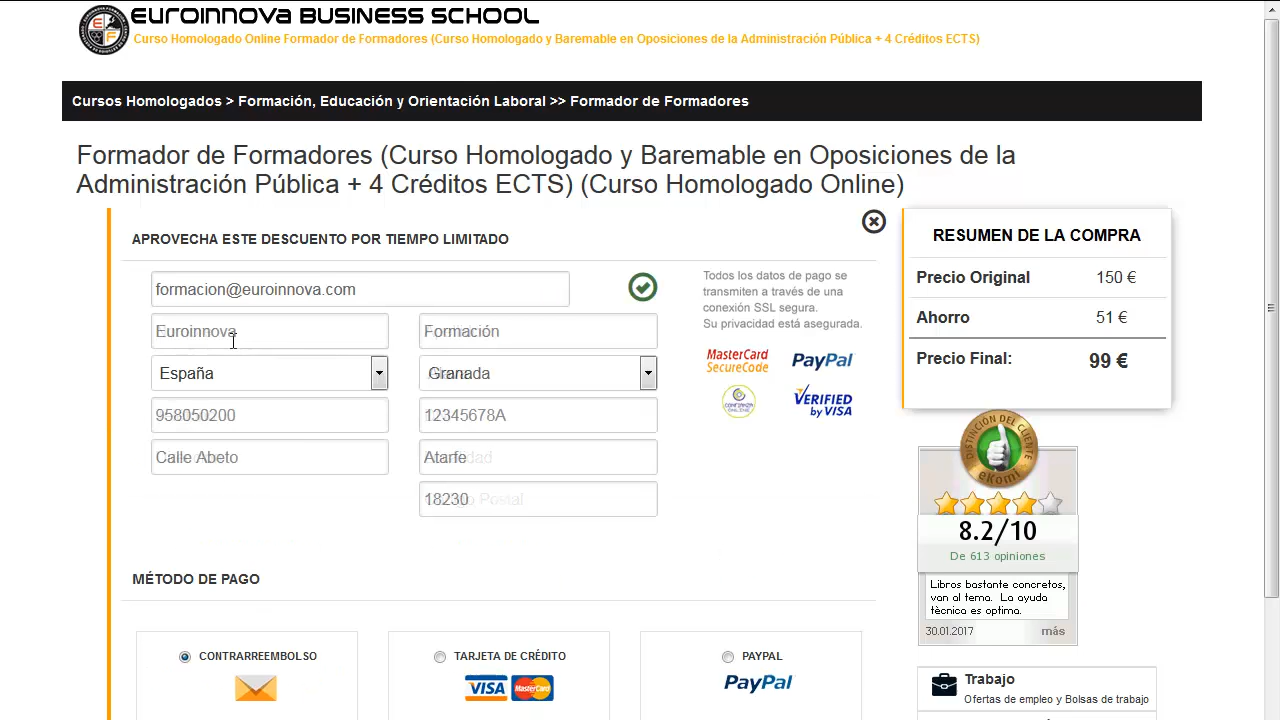 EUROINNOVA BUSINESS SCHOOL
Curso Homologado Online Formador de Formadores (Curso Homologado y Baremable en Oposiciones de la Administración Pública + 4 Créditos ECTS)
Cursos Homologados > Formación, Educación y Orientación Laboral >> Formador de Formadores
Formador de Formadores (Curso Homologado y Baremable en Oposiciones de la
Administración Pública + 4 Créditos ECTS) (Curso Homologado Online)
APROVECHA ESTE DESCUENTO POR TIEMPO LIMITADO
formacion@euroinnova.com
Euroinnova
Formación
España
Granada
958050200
12345678A
Calle Abeto
Atarfe
18230
Todos los datos de pago se
transmiten a través de una
conexión SSL segura.
Su privacidad está asegurada.
MasterCard
SecureCode
PayPal
CONFIANZA
ONLINE
VERIFIED
by VISA
RESUMEN DE LA COMPRA
Precio Original 150 €
Ahorro 51 €
Precio Final: 99 €
DISTINCIÓN DEL CLIENTE
eKomi
8.2/10
De 613 opiniones
Libros bastante concretos,
van al tema. La ayuda
tècnica es optima.
30.01.2017 más
Trabajo
Ofertas de empleo y Bolsas de trabajo
MÉTODO DE PAGO
CONTRARREEMBOLSO
TARJETA DE CRÉDITO
VISA
MasterCard
PAYPAL
PayPal